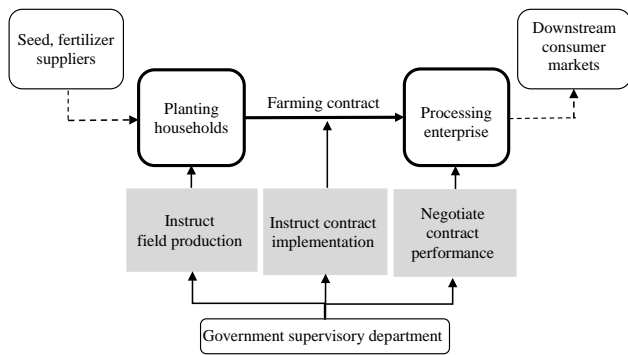 Seed, fertilizer
suppliers
Downstream
consumer
markets
Planting
households
Farming contract
Processing
enterprise
Instruct
field production
Instruct contract
implementation
Negotiate
contract
performance
Government supervisory department